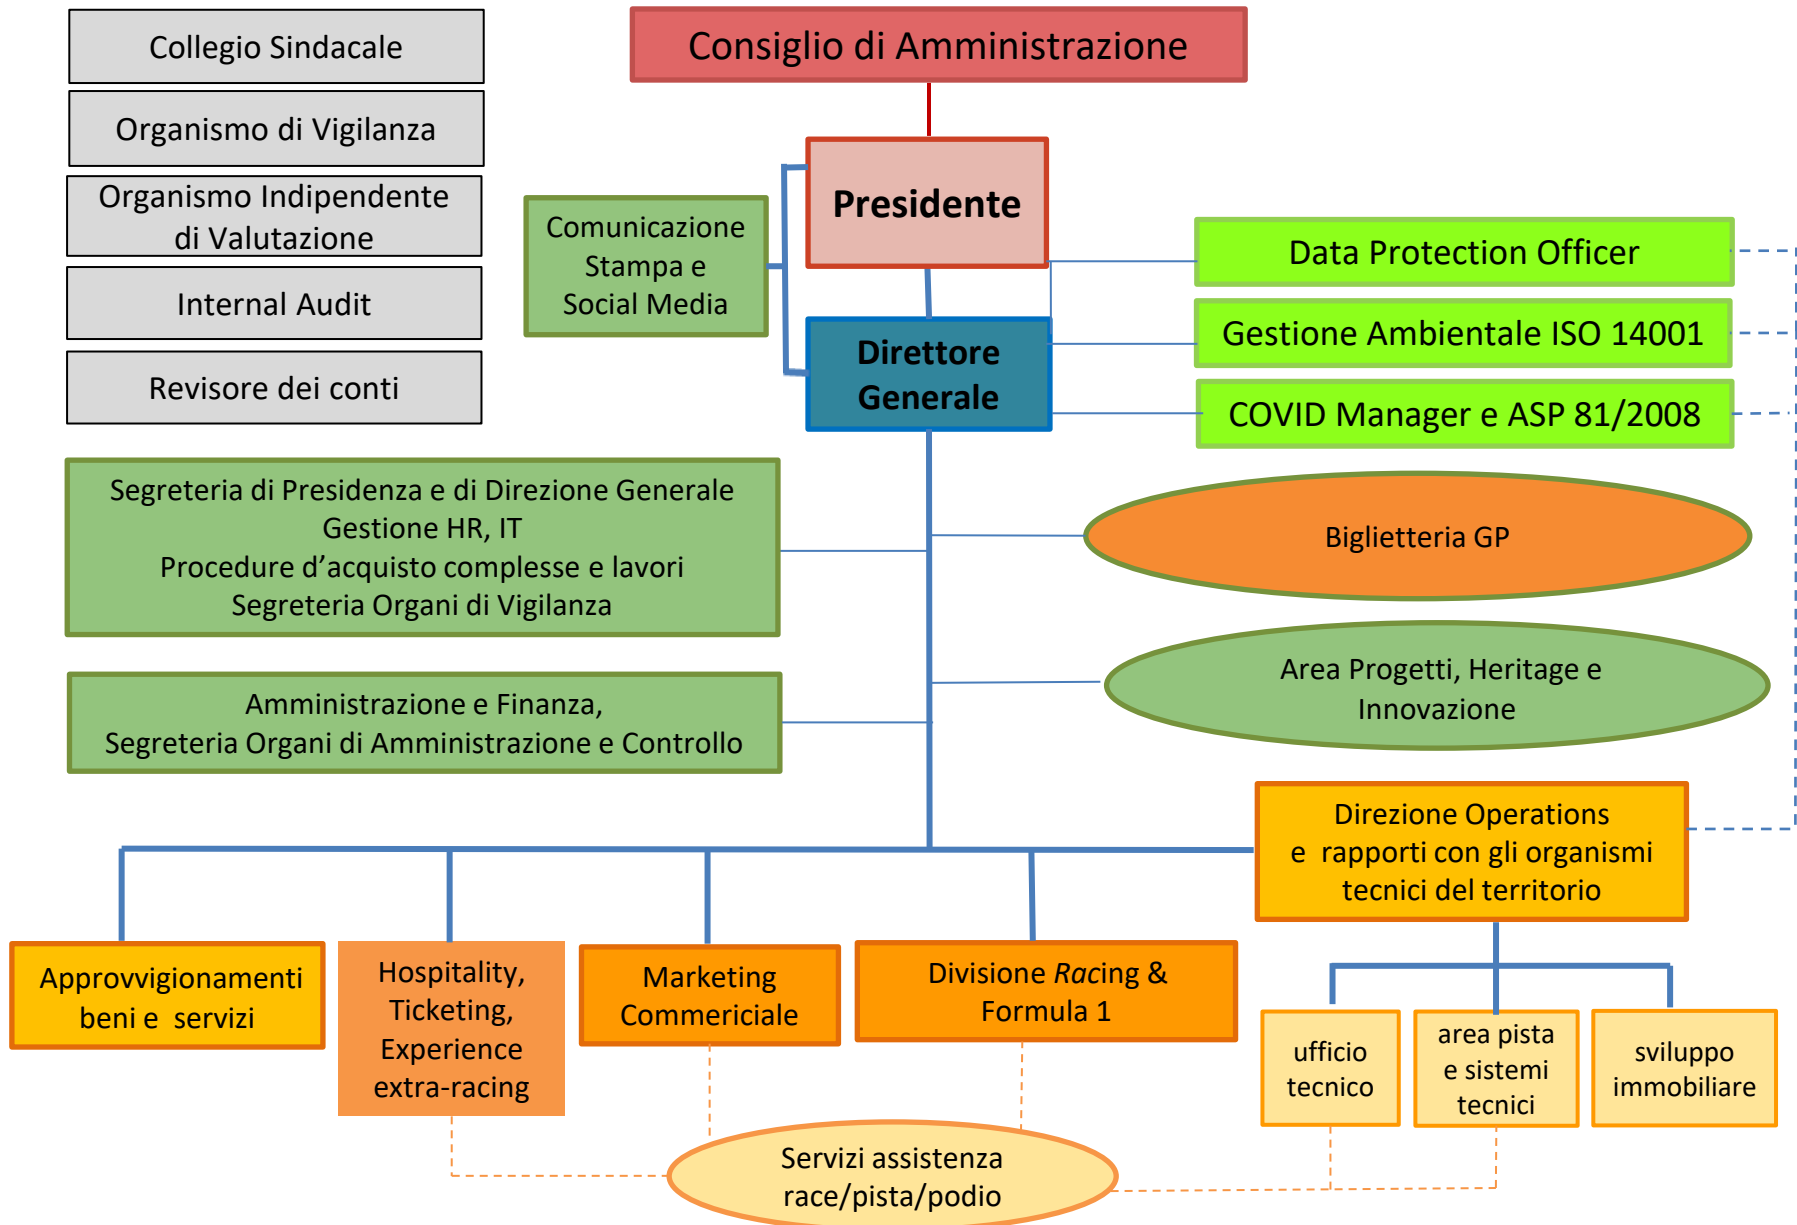 Collegio Sindacale
Organismo di Vigilanza
Organismo Indipendente
di Valutazione
Internal Audit
Revisore dei conti
Consiglio di Amministrazione
Presidente
Comunicazione
Stampa e
Social Media
Direttore
Generale
Data Protection Officer
Gestione Ambientale ISO 14001
COVID Manager e ASP 81/2008
Segreteria di Presidenza e di Direzione Generale
Gestione HR, IT
Procedure d’acquisto complesse e lavori
Segreteria Organi di Vigilanza
Biglietteria GP
Amministrazione e Finanza,
Segreteria Organi di Amministrazione e Controllo
Area Progetti, Heritage e
Innovazione
Direzione Operations
e rapporti con gli organismi
tecnici del territorio
Approvvigionamenti
beni e servizi
Hospitality,
Ticketing,
Experience
extra-racing
Marketing
Commericiale
Divisione Racing &
Formula 1
ufficio
tecnico
area pista
e sistemi
tecnici
sviluppo
immobiliare
Servizi assistenza
race/pista/podio